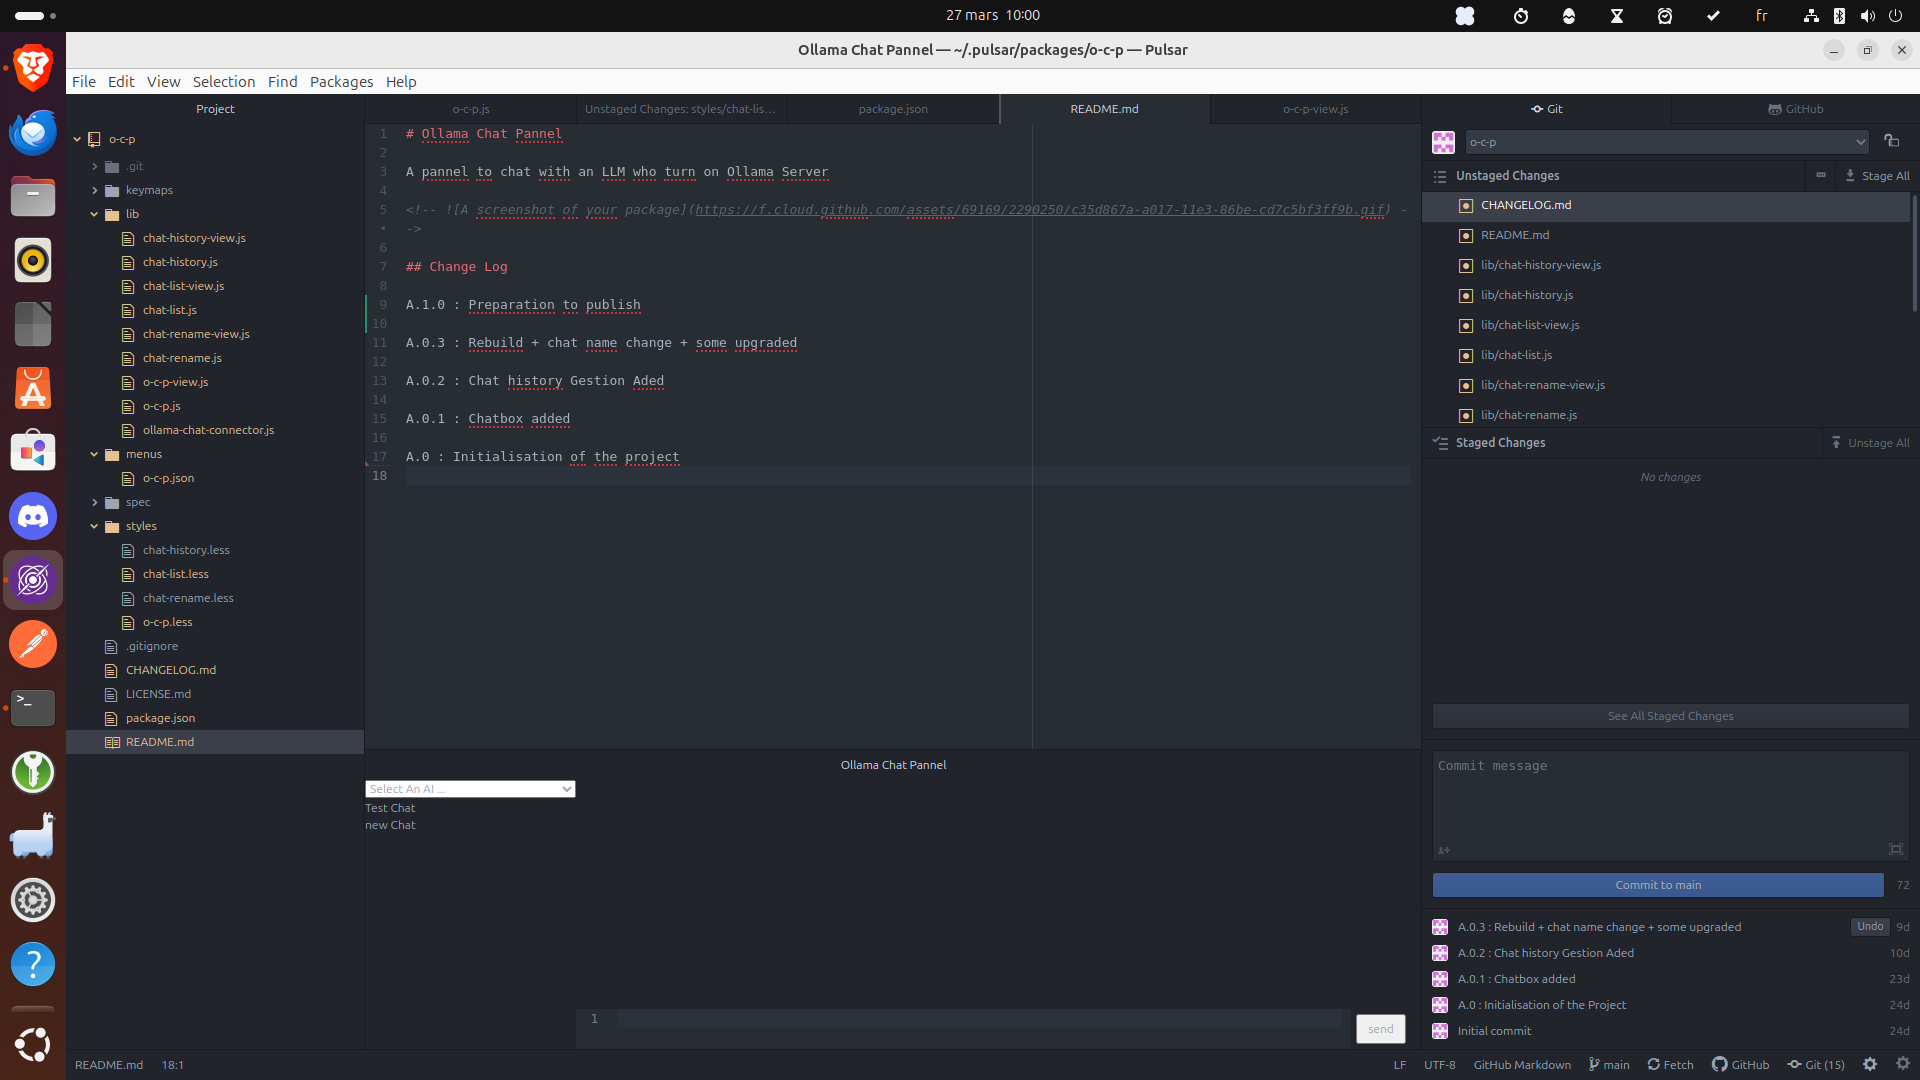 27 mars 10:00
fr
Ollama Chat Pannel — ~/.pulsar/packages/o-c-p — Pulsar
File Edit View Selection Find Packages Help
Project
o-c-p
.git
keymaps
lib
chat-history-view.js
chat-history.js
chat-list-view.js
chat-list.js
chat-rename-view.js
chat-rename.js
o-c-p-view.js
o-c-p.js
ollama-chat-connector.js
menus
o-c-p.json
spec
styles
chat-history.less
chat-list.less
chat-rename.less
o-c-p.less
.gitignore
CHANGELOG.md
LICENSE.md
package.json
README.md
o-c-p.js
Unstaged Changes: styles/chat-lis...
package.json
README.md
o-c-p-view.js
1 # Ollama Chat Pannel
2
3 A pannel to chat with an LLM who turn on Ollama Server
4
5 <!-- ![A screenshot of your package](https://f.cloud.github.com/assets/69169/2290250/c35d867a-a017-11e3-86be-cd7c5bf3ff9b.gif) -
• ->
6
7 ## Change Log
8
9 A.1.0 : Preparation to publish
10
11 A.0.3 : Rebuild + chat name change + some upgraded
12
13 A.0.2 : Chat history Gestion Aded
14
15 A.0.1 : Chatbox added
16
17 A.0 : Initialisation of the project
18
Ollama Chat Pannel
Select An AI ...
Test Chat
new Chat
1
send
Git
GitHub
o-c-p
Unstaged Changes
Stage All
CHANGELOG.md
README.md
lib/chat-history-view.js
lib/chat-history.js
lib/chat-list-view.js
lib/chat-list.js
lib/chat-rename-view.js
lib/chat-rename.js
Staged Changes
Unstage All
No changes
See All Staged Changes
Commit message
Commit to main
72
A.0.3 : Rebuild + chat name change + some upgraded Undo 9d
A.0.2 : Chat history Gestion Aded 10d
A.0.1 : Chatbox added 23d
A.0 : Initialisation of the Project 24d
Initial commit 24d
README.md 18:1
LF UTF-8 GitHub Markdown main Fetch GitHub Git (15)